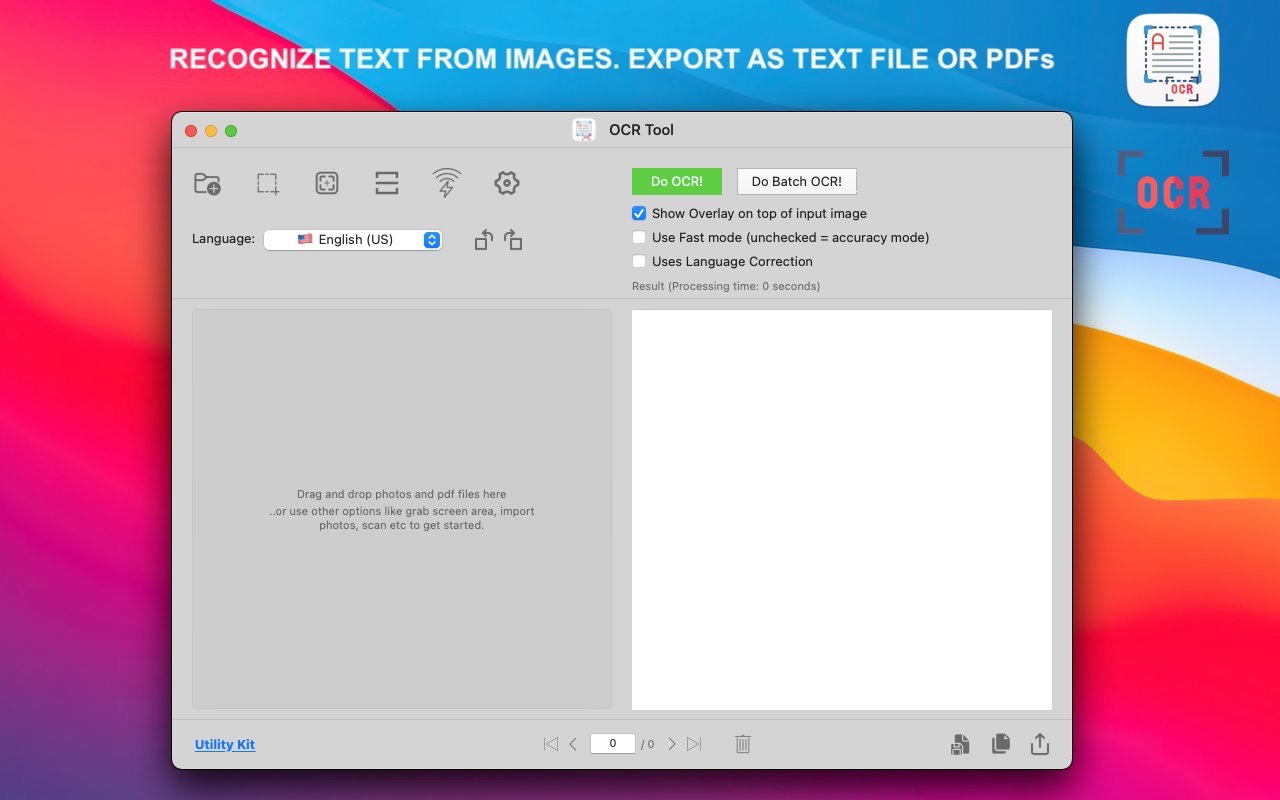 RECOGNIZE TEXT FROM IMAGES. EXPORT AS TEXT FILE OR PDFs
A
OCR
OCR Tool
OCR
Do OCR!
Do Batch OCR!
Show Overlay on top of input image
Language:
English (US)
Use Fast mode (unchecked = accuracy mode)
Uses Language Correction
Result (Processing time: 0 seconds)
Drag and drop photos and pdf files here
..or use other options like grab screen area, import
photos, scan etc to get started.
Utility Kit
0
/ 0